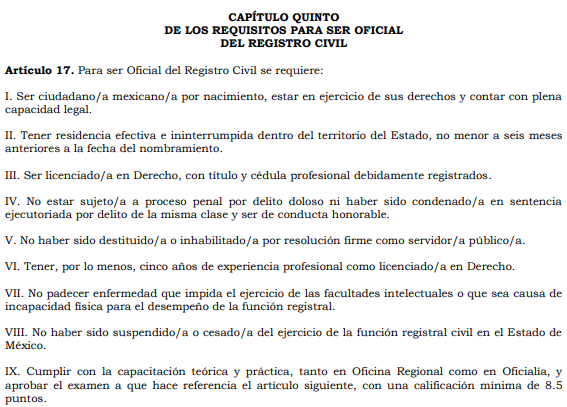 CAPÍTULO QUINTO
DE LOS REQUISITOS PARA SER OFICIAL
DEL REGISTRO CIVIL
Artículo 17. Para ser Oficial del Registro Civil se requiere:
I. Ser ciudadano/a mexicano/a por nacimiento, estar en ejercicio de sus derechos y contar con plena
capacidad legal.
II. Tener residencia efectiva e ininterrumpida dentro del territorio del Estado, no menor a seis meses
anteriores a la fecha del nombramiento.
III. Ser licenciado/a en Derecho, con título y cédula profesional debidamente registrados.
IV. No estar sujeto/a a proceso penal por delito doloso ni haber sido condenado/a en sentencia
ejecutoriada por delito de la misma clase y ser de conducta honorable.
V. No haber sido destituido/a o inhabilitado/a por resolución firme como servidor/a público/a.
VI. Tener, por lo menos, cinco años de experiencia profesional como licenciado/a en Derecho.
VII. No padecer enfermedad que impida el ejercicio de las facultades intelectuales o que sea causa de
incapacidad física para el desempeño de la función registral.
VIII. No haber sido suspendido/a o cesado/a del ejercicio de la función registral civil en el Estado de
México.
IX. Cumplir con la capacitación teórica y práctica, tanto en Oficina Regional como en Oficialía, y
aprobar el examen a que hace referencia el artículo siguiente, con una calificación mínima de 8.5
puntos.